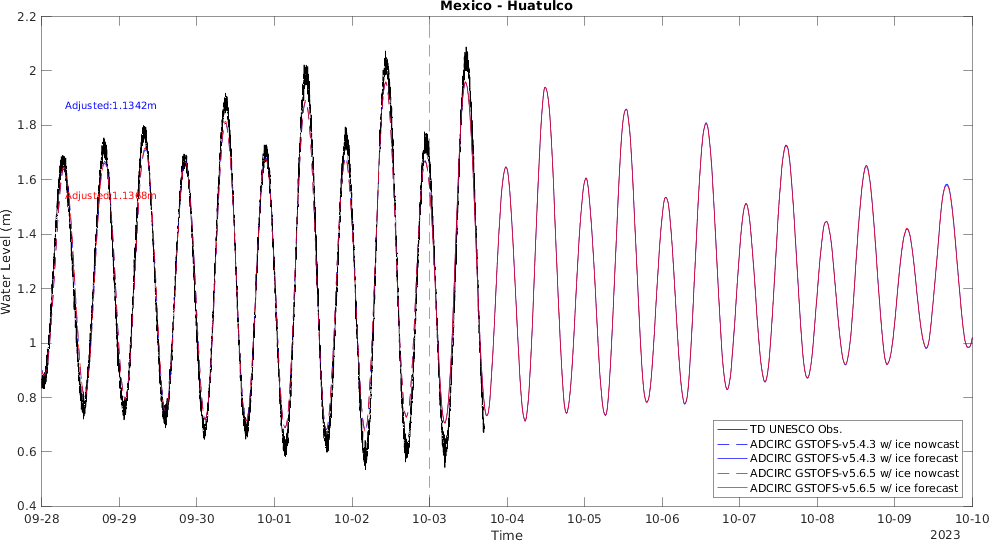 Mexico - Huatulco
2.2
2
1.8
1.6
1.4
1.2
1
0.8
0.6
0.4
Water Level (m)
Adjusted:1.1342m
Adjusted:1.1368m
09-28
09-29
09-30
10-01
10-02
10-03
10-04
10-05
10-06
10-07
10-08
10-09
10-10
Time
2023
TD UNESCO Obs.
ADCIRC GSTOFS-v5.4.3 w/ ice nowcast
ADCIRC GSTOFS-v5.4.3 w/ ice forecast
ADCIRC GSTOFS-v5.6.5 w/ ice nowcast
ADCIRC GSTOFS-v5.6.5 w/ ice forecast